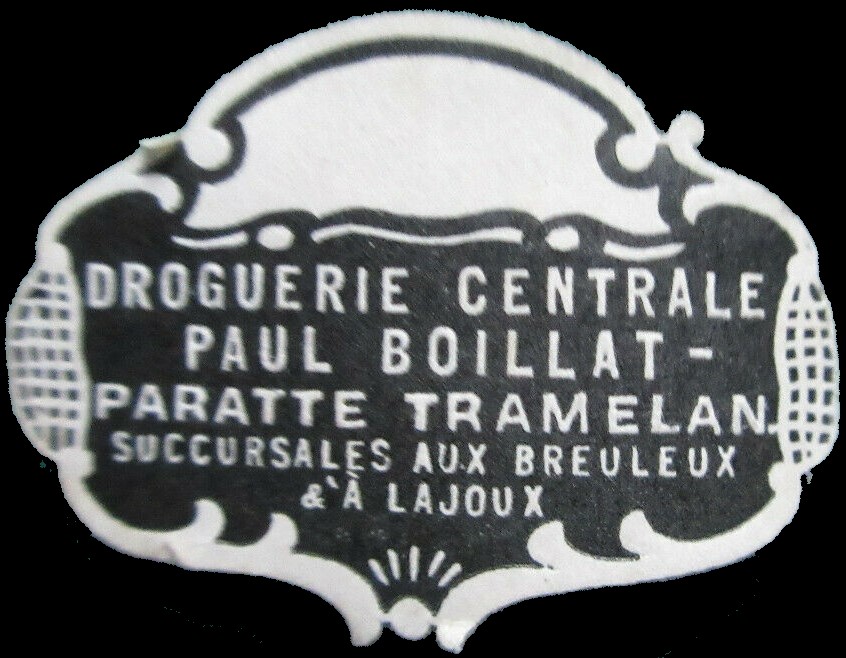 DROGUERIE CENTRALE
PAUL BOILLAT-
PARATTE TRAMELAN.
SUCCURSALES AUX BREULEUX
& À LAJOUX